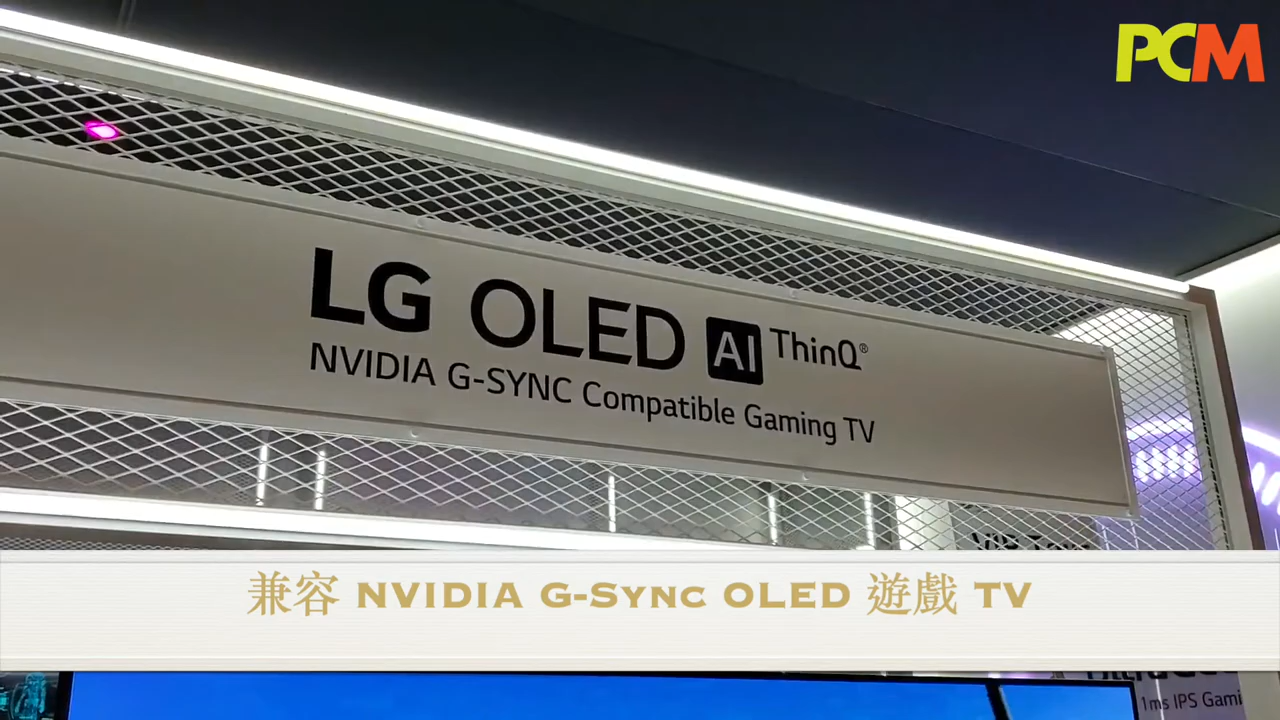 PCM
LG OLED AI ThinQ®
NVIDIA G-SYNC Compatible Gaming TV
兼容 NVIDIA G-Sync OLED 遊戲 TV
1ms IPS Gami